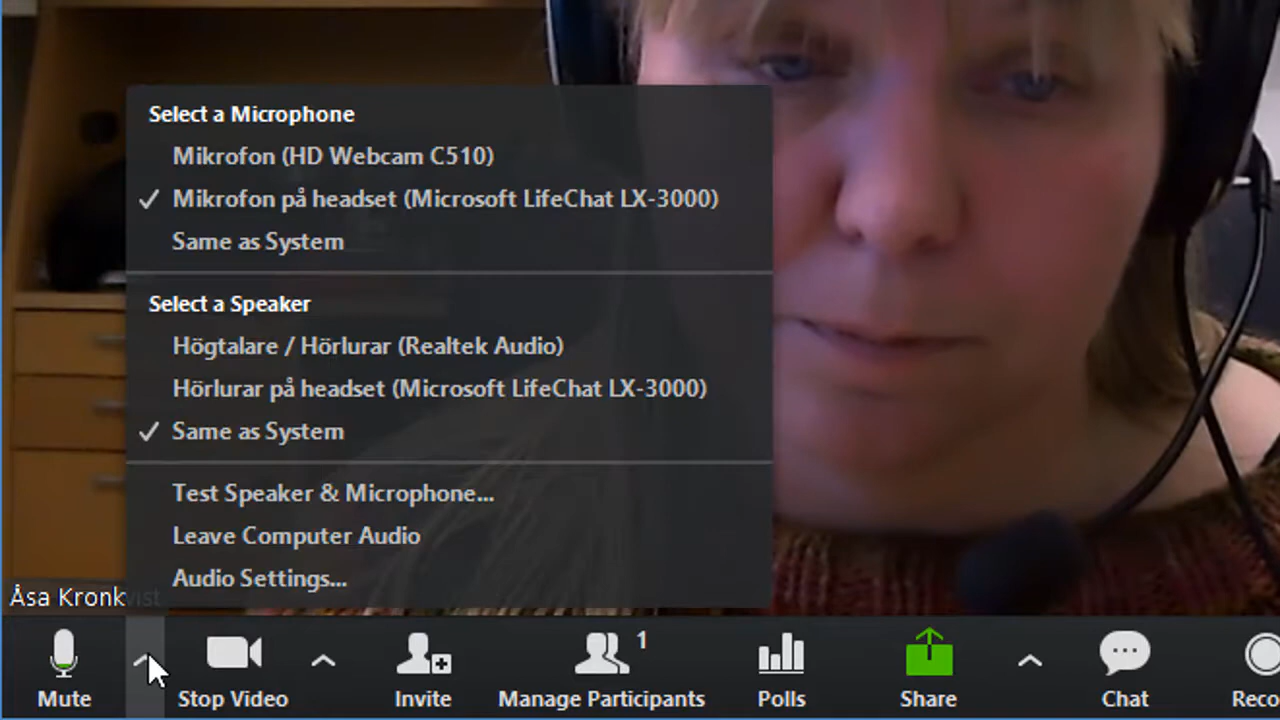 Select a Microphone
Mikrofon (HD Webcam C510)
Mikrofon på headset (Microsoft LifeChat LX-3000)
Same as System
Select a Speaker
Högtalare / Hörlurar (Realtek Audio)
Hörlurar på headset (Microsoft LifeChat LX-3000)
Same as System
Test Speaker & Microphone...
Leave Computer Audio
Audio Settings...
Åsa Kronkvist
1
Mute Stop Video Invite Manage Participants Polls Share Chat Reco